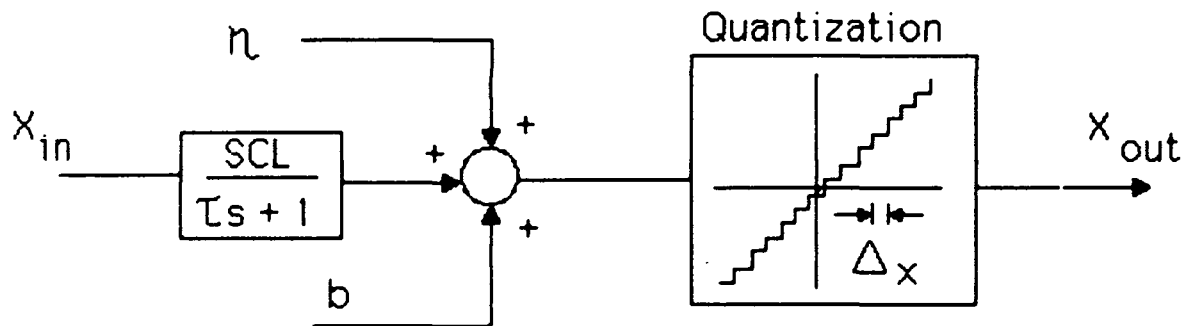 Quantization
η
X_in
SCL
τs + 1
+
+
+
b
Δ_x
X_out